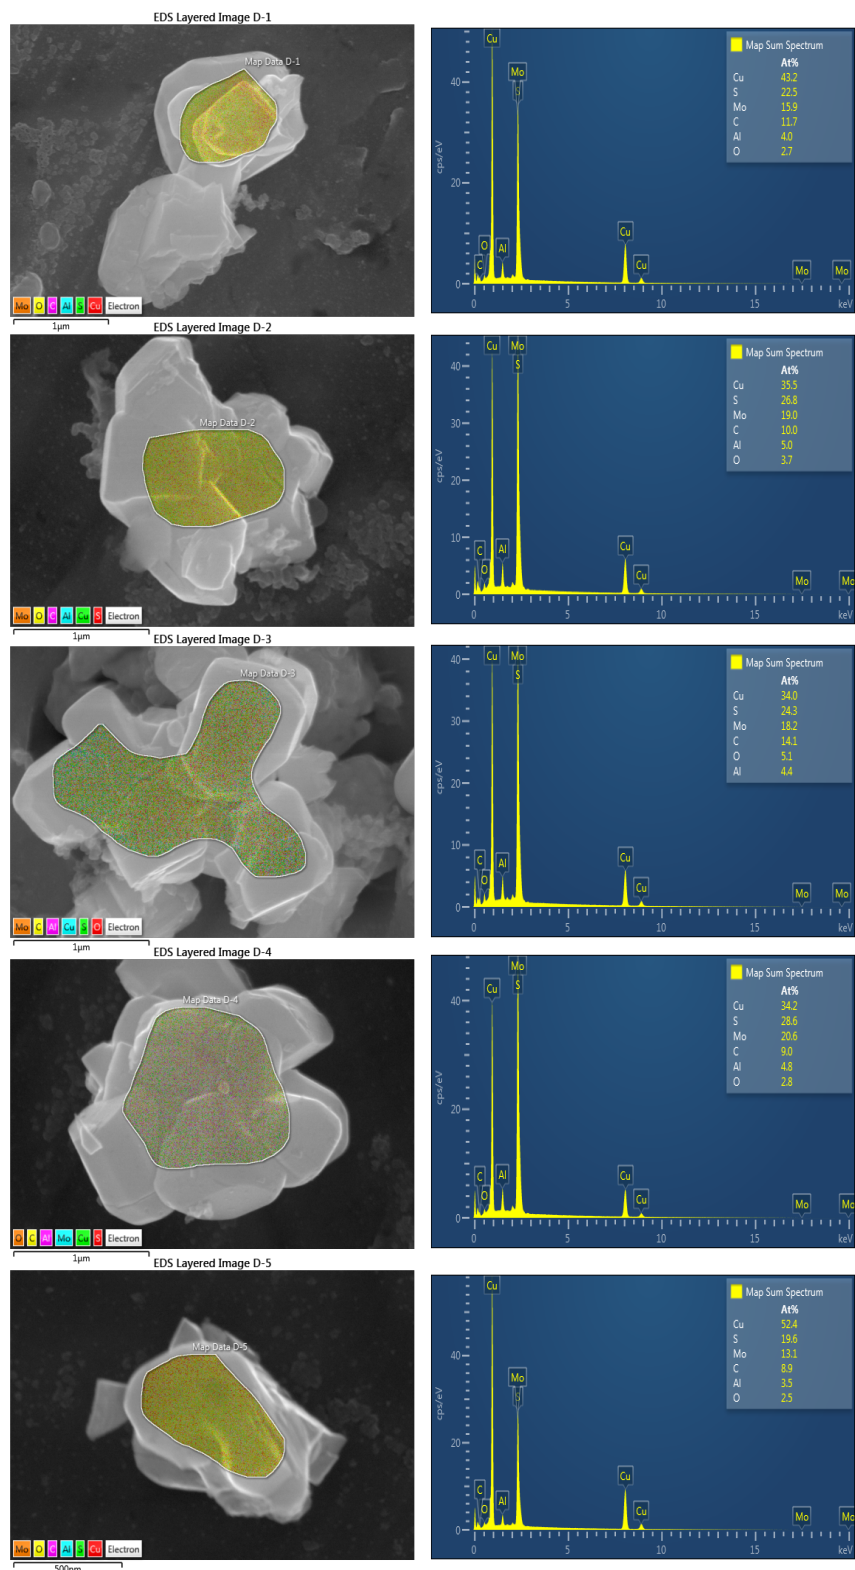 EDS Layered Image D-1
Map Data D-1
Mo O C Al S Cu Electron
1µm
cps/eV
40
20
0
Cu
Mo
S
O
C
Al
Cu
Cu
Mo
Mo
0 5 10 15 keV
Map Sum Spectrum
At%
Cu 43.2
S 22.5
Mo 15.9
C 11.7
Al 4.0
O 2.7
EDS Layered Image D-2
Map Data D-2
Mo O C Al Cu S Electron
1µm
cps/eV
40
30
20
10
0
Cu
Mo
S
C
O
Al
Cu
Cu
Mo
Mo
0 5 10 15 keV
Map Sum Spectrum
At%
Cu 35.5
S 26.8
Mo 19.0
C 10.0
Al 5.0
O 3.7
EDS Layered Image D-3
Map Data D-3
Mo C Al Cu S O Electron
1µm
cps/eV
40
30
20
10
0
Cu
Mo
S
C
O
Al
Cu
Cu
Mo
Mo
0 5 10 15 keV
Map Sum Spectrum
At%
Cu 34.0
S 24.3
Mo 18.2
C 14.1
O 5.1
Al 4.4
EDS Layered Image D-4
Map Data D-4
O C Al Mo Cu S Electron
1µm
cps/eV
40
20
0
Cu
Mo
S
C
O
Al
Cu
Cu
Mo
Mo
0 5 10 15 keV
Map Sum Spectrum
At%
Cu 34.2
S 28.6
Mo 20.6
C 9.0
Al 4.8
O 2.8
EDS Layered Image D-5
Map Data D-5
Mo O C Al S Cu Electron
500nm
cps/eV
40
20
0
Cu
Mo
S
C
O
Al
Cu
Cu
Mo
Mo
0 5 10 15 keV
Map Sum Spectrum
At%
Cu 52.4
S 19.6
Mo 13.1
C 8.9
Al 3.5
O 2.5